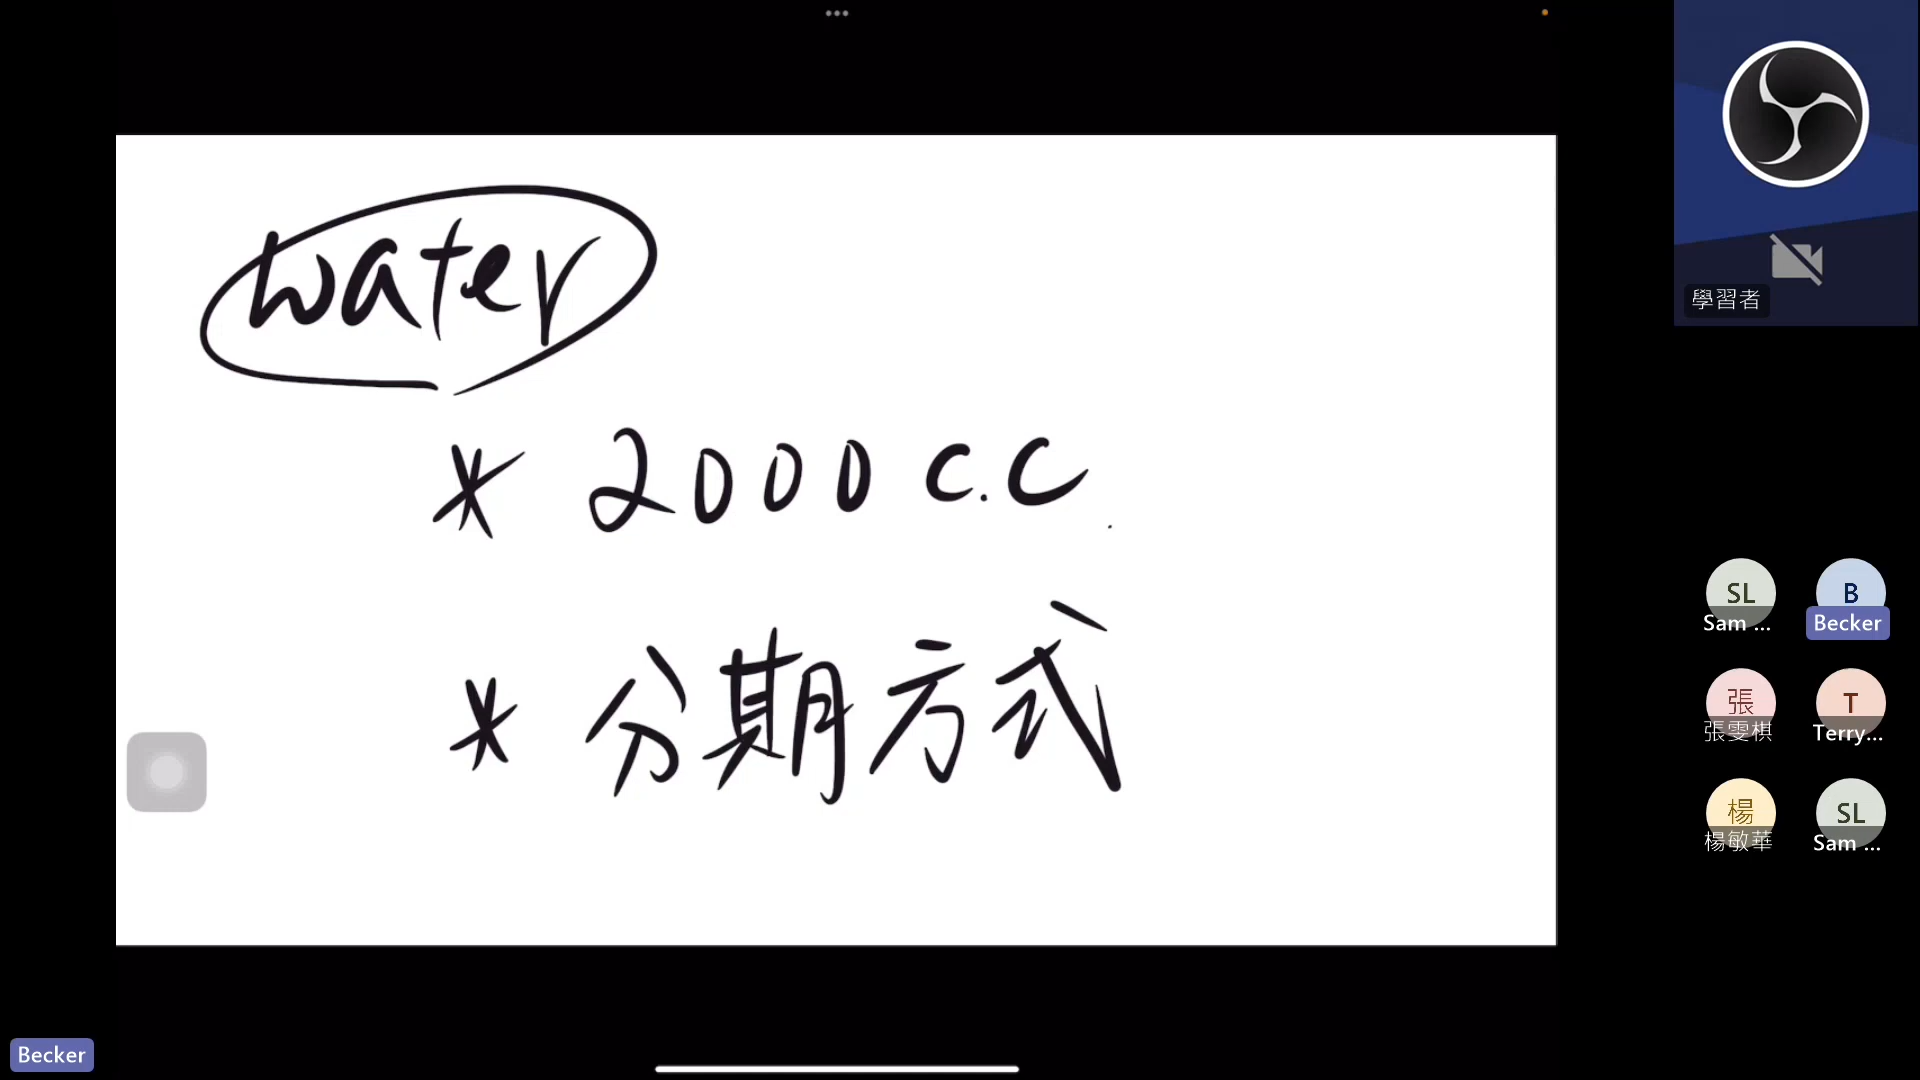 water
* 2000 C.C.
* 分期方式
學習者
SL
Sam ...
B
Becker
張
張雯棋
T
Terry...
楊
楊敏華
SL
Sam ...
Becker